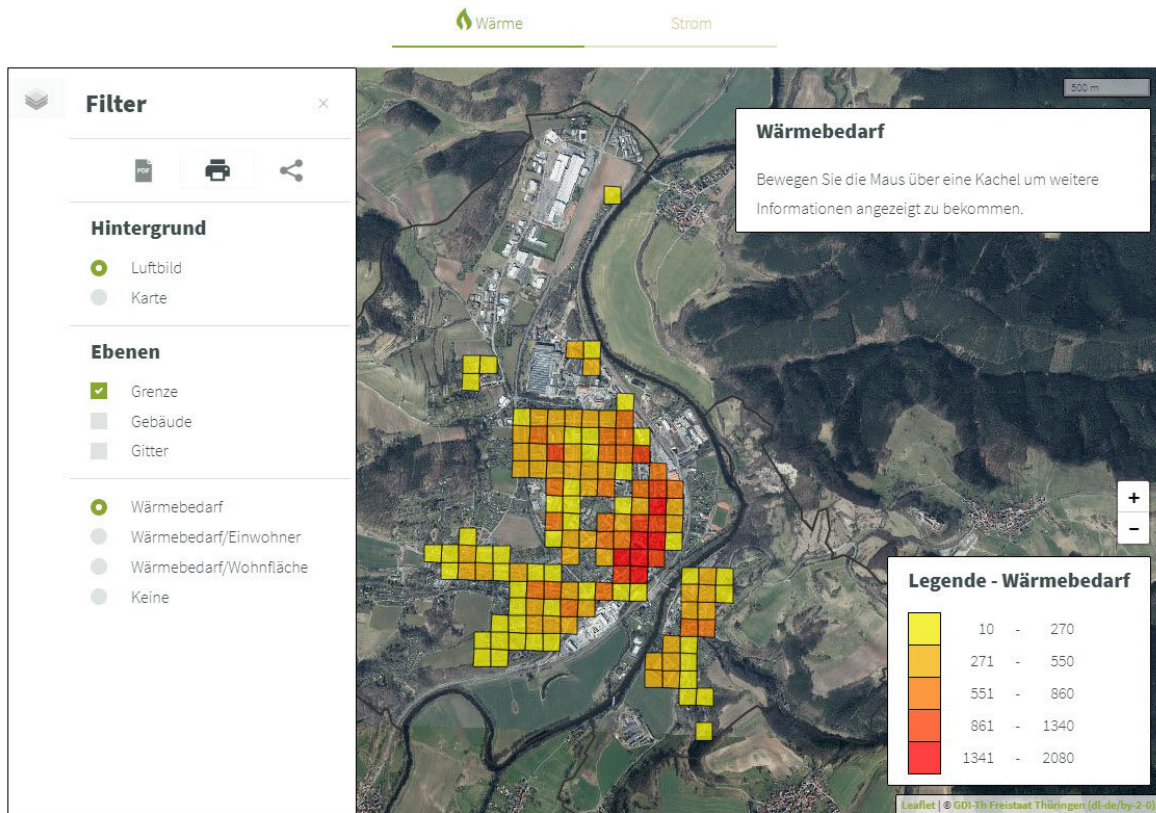 Wärme
Strom
Filter
×
PDF
Hintergrund
Luftbild
Karte
Ebenen
Grenze
Gebäude
Gitter
Wärmebedarf
Wärmebedarf/Einwohner
Wärmebedarf/Wohnfläche
Keine
500 m
Wärmebedarf
Bewegen Sie die Maus über eine Kachel um weitere
Informationen angezeigt zu bekommen.
+
−
Legende - Wärmebedarf
10 - 270
271 - 550
551 - 860
861 - 1340
1341 - 2080
Leaflet | © GDI-Th Freistaat Thüringen (dl-de/by-2-0)